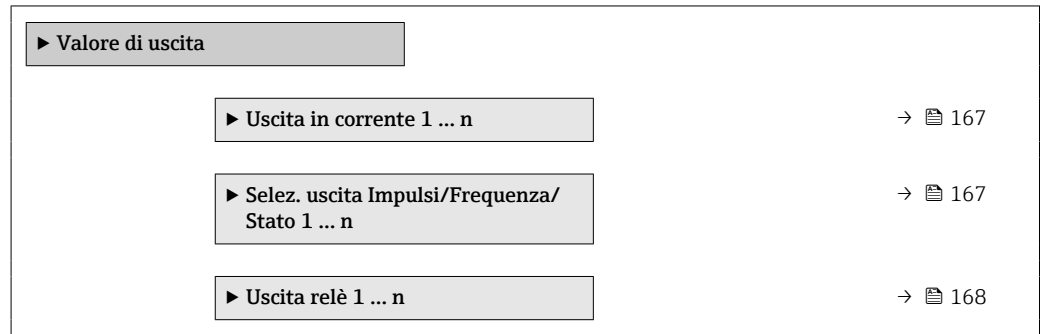 ▶ Valore di uscita
▶ Uscita in corrente 1 … n → 167
▶ Selez. uscita Impulsi/Frequenza/ → 167
Stato 1 … n
▶ Uscita relè 1 … n → 168